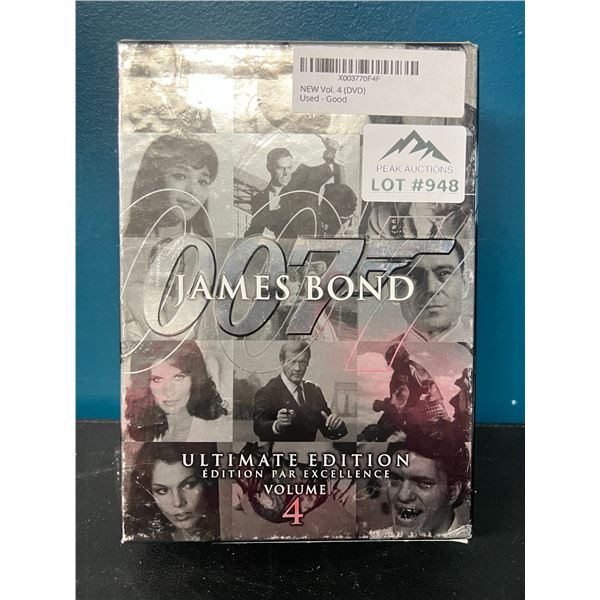 X003770F4F
NEW Vol. 4 (DVD)
Used - Good
PEAK AUCTIONS
LOT #948
007
JAMES BOND
ULTIMATE EDITION
ÉDITION PAR EXCELLENCE
VOLUME
4